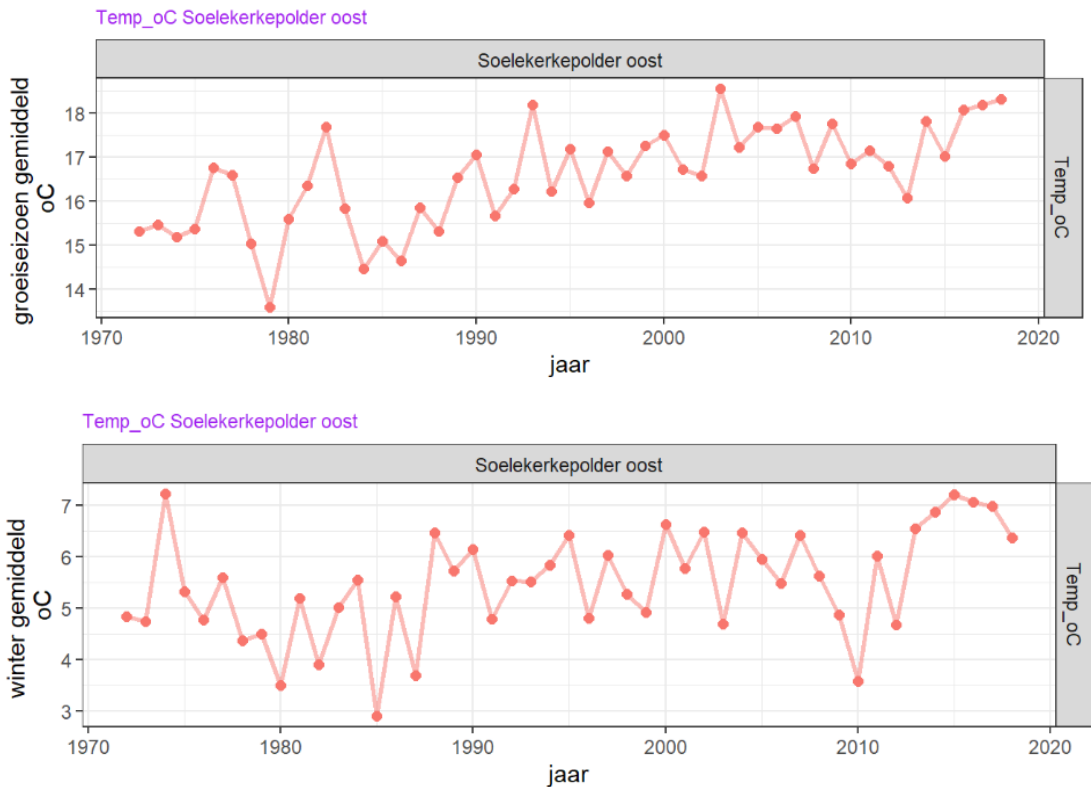 Temp_oC Soelekerkepolder oost
Soelekerkepolder oost
groeiseizoen gemiddeld
oC
18
17
16
15
14
Temp_oC
1970
1980
1990
2000
2010
2020
jaar
Temp_oC Soelekerkepolder oost
Soelekerkepolder oost
winter gemiddeld
oC
7
6
5
4
3
Temp_oC
1970
1980
1990
2000
2010
2020
jaar